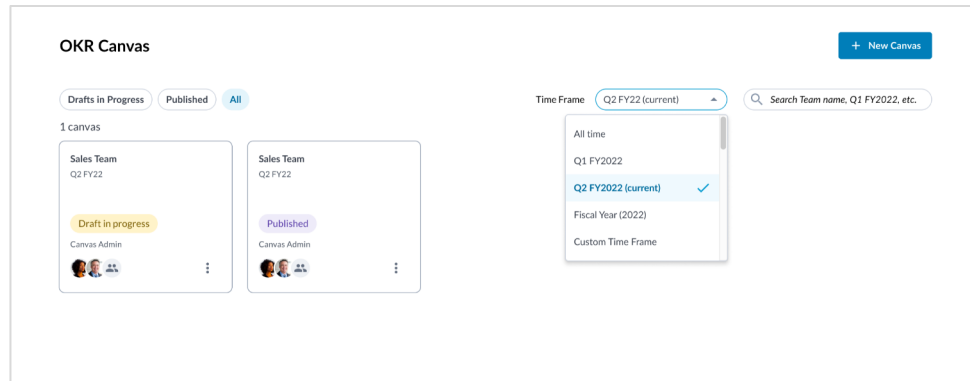 OKR Canvas
+ New Canvas
Drafts in Progress
Published
All
Time Frame
Q2 FY22 (current)
Search Team name, Q1 FY2022, etc.
1 canvas
All time
Q1 FY2022
Q2 FY2022 (current)
Fiscal Year (2022)
Custom Time Frame
Sales Team
Q2 FY22
Draft in progress
Canvas Admin
Sales Team
Q2 FY22
Published
Canvas Admin